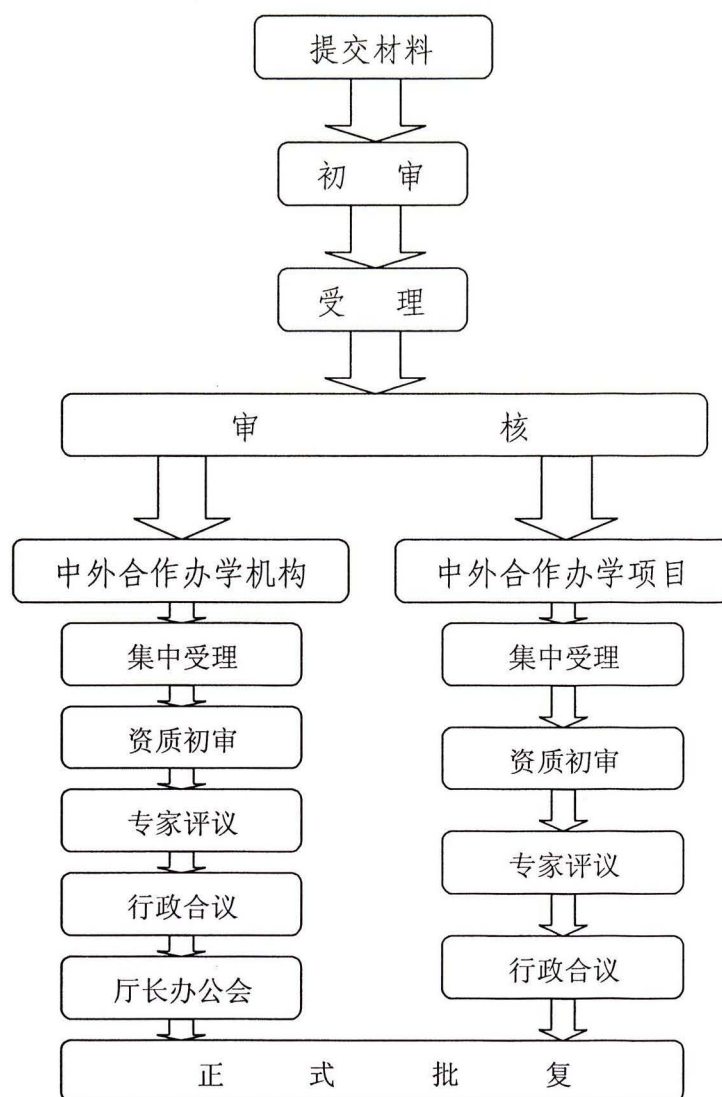 提交材料
初 审
受 理
审 核
中外合作办学机构
中外合作办学项目
集中受理
资质初审
专家评议
行政合议
厅长办公会
集中受理
资质初审
专家评议
行政合议
正 式 批 复